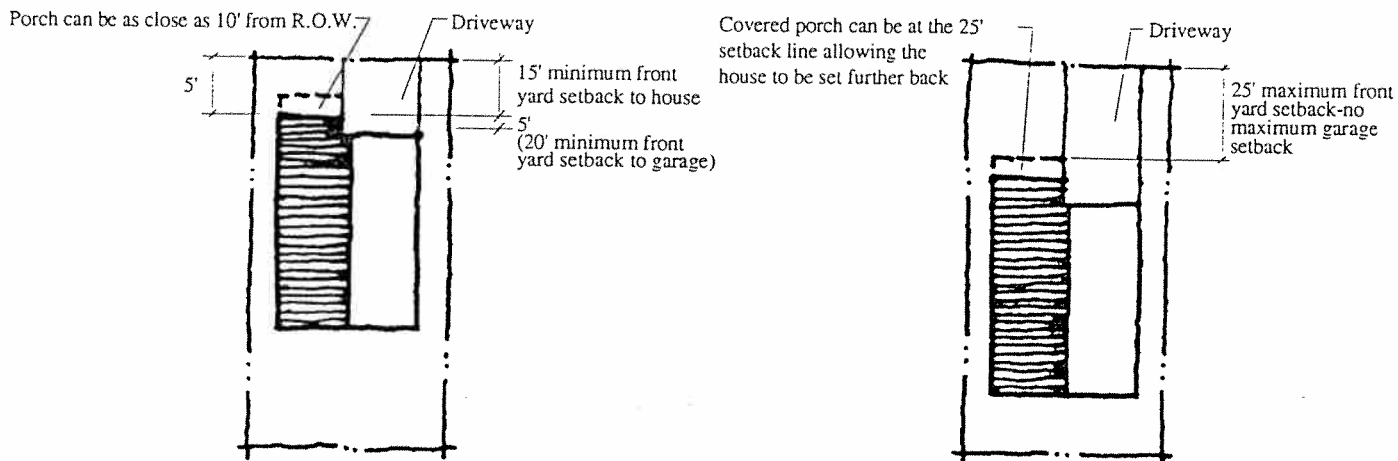 Porch can be as close as 10' from R.O.W.
Driveway
5'
15' minimum front
yard setback to house
5'
(20' minimum front
yard setback to garage)
Covered porch can be at the 25'
setback line allowing the
house to be set further back
Driveway
25' maximum front
yard setback-no
maximum garage
setback